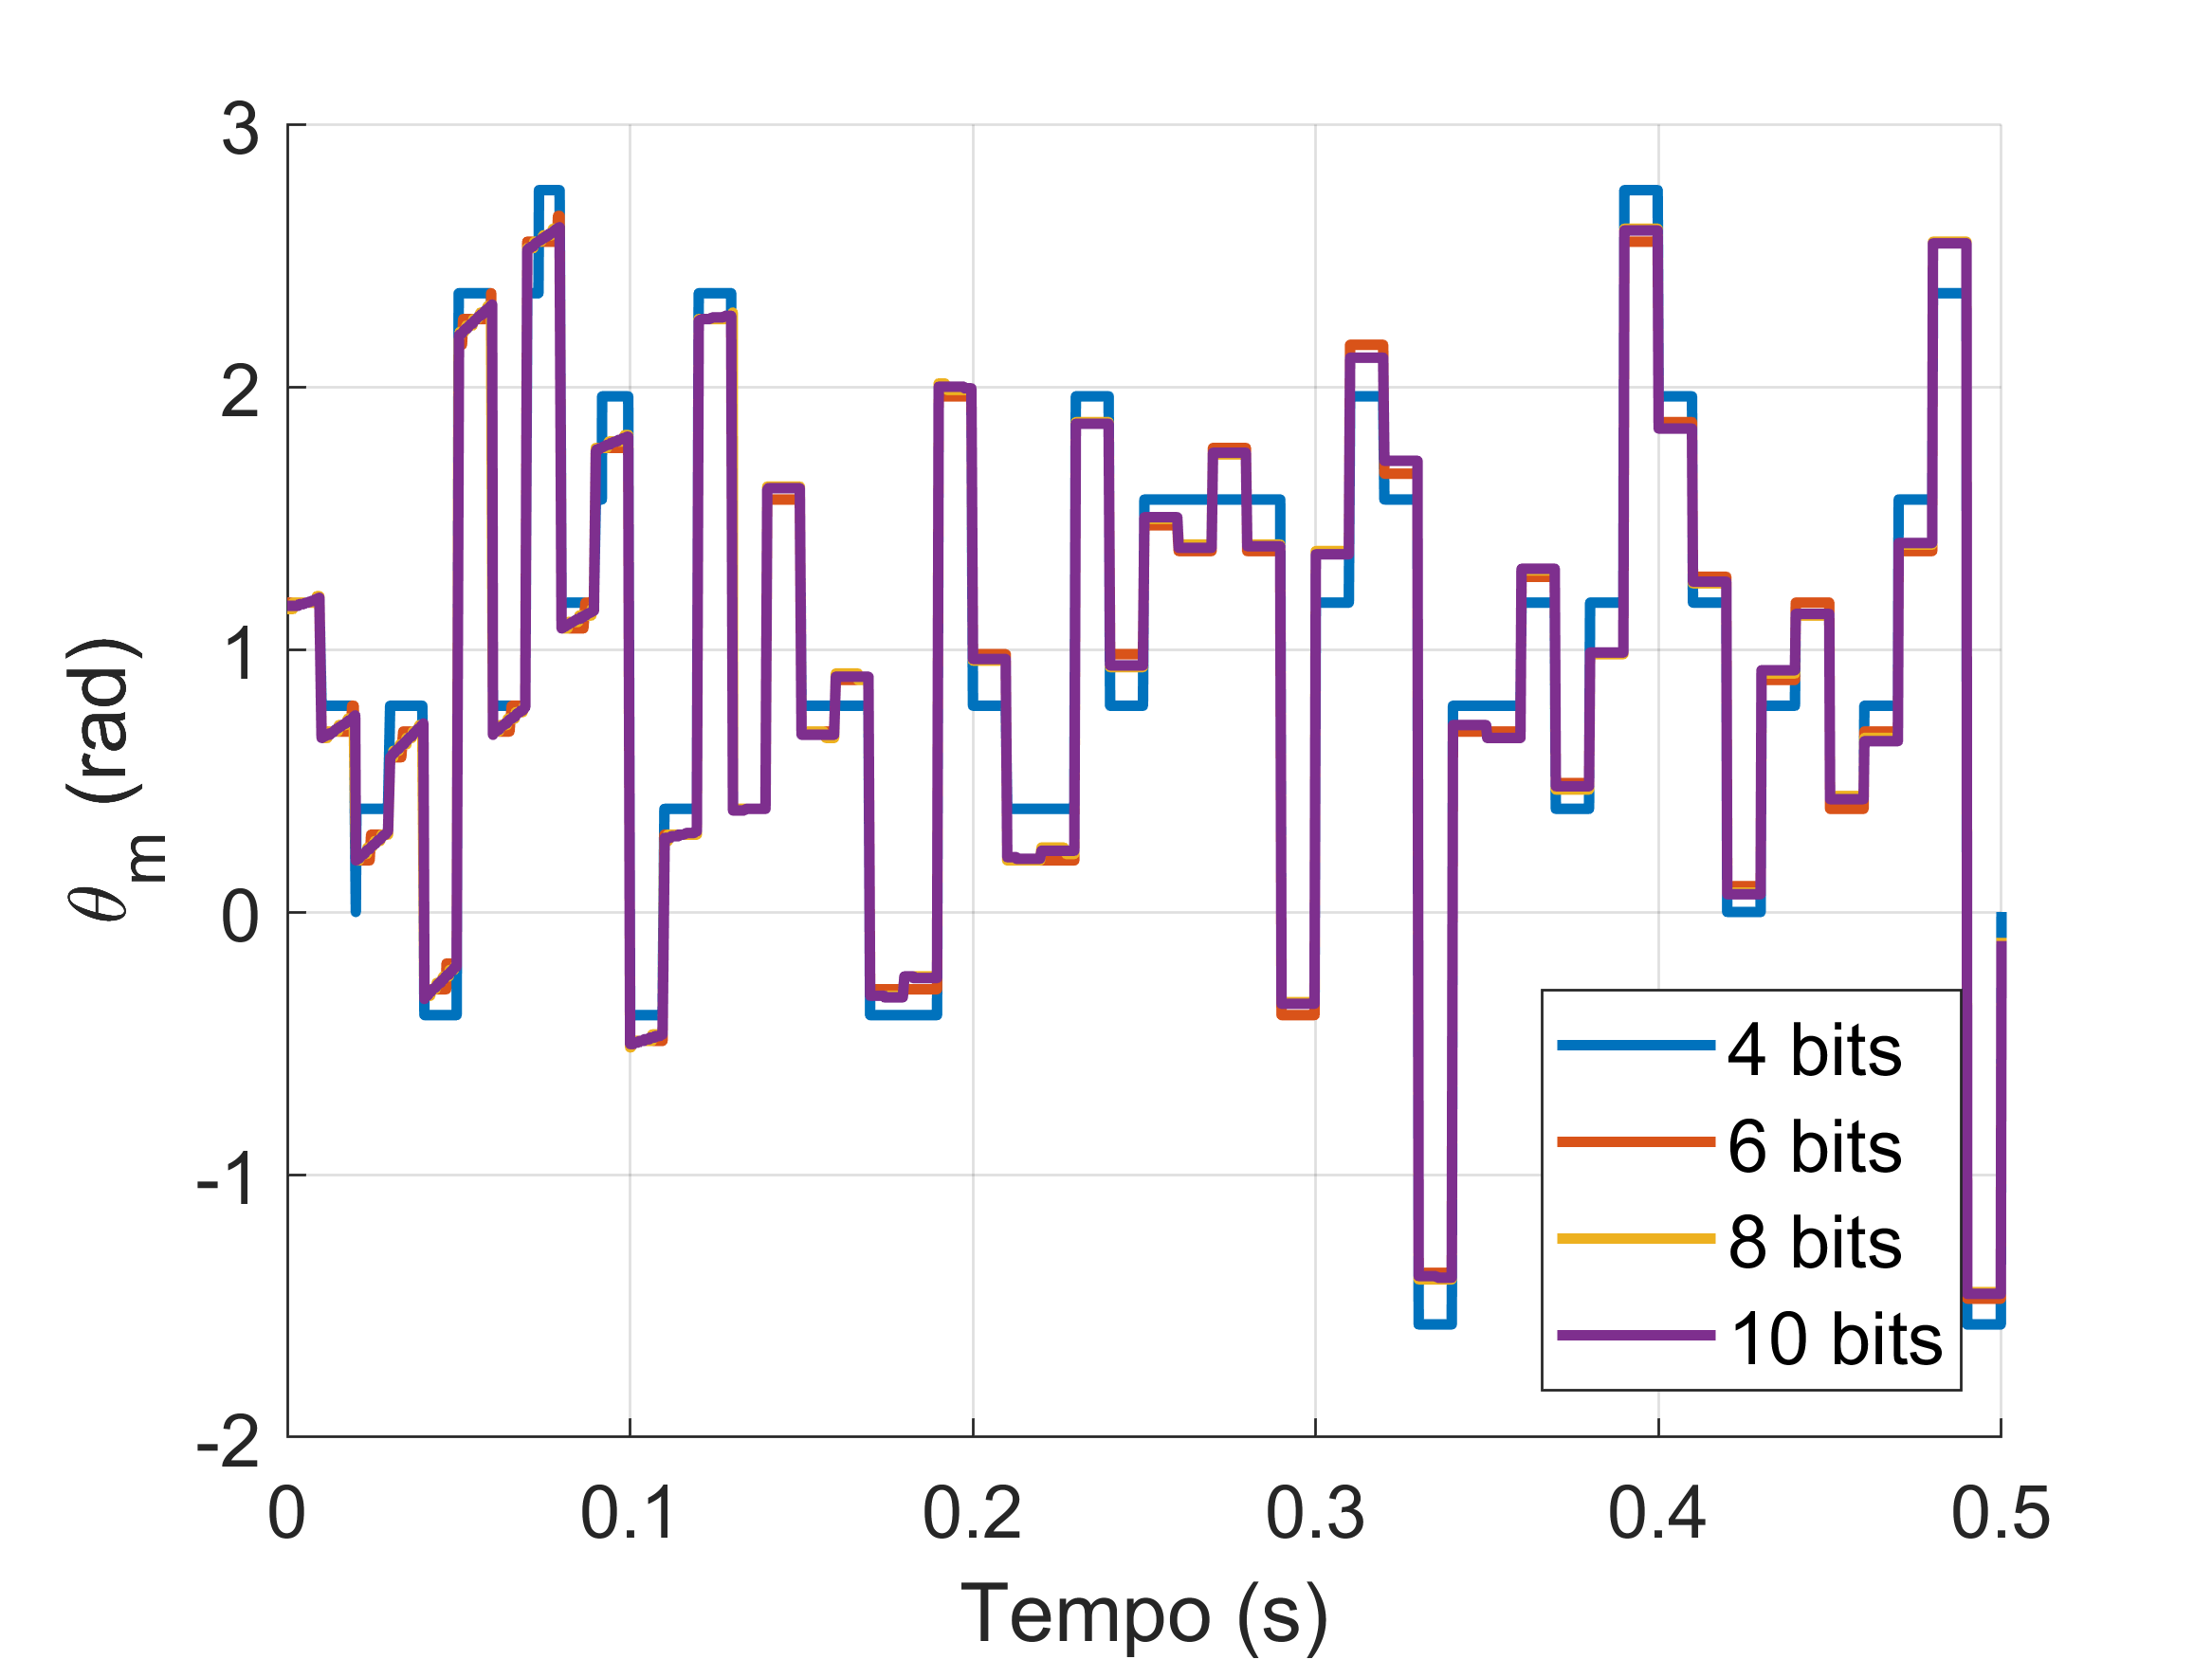 3
2
1
0
-1
-2
θm (rad)
0 0.1 0.2 0.3 0.4 0.5
Tempo (s)
4 bits
6 bits
8 bits
10 bits